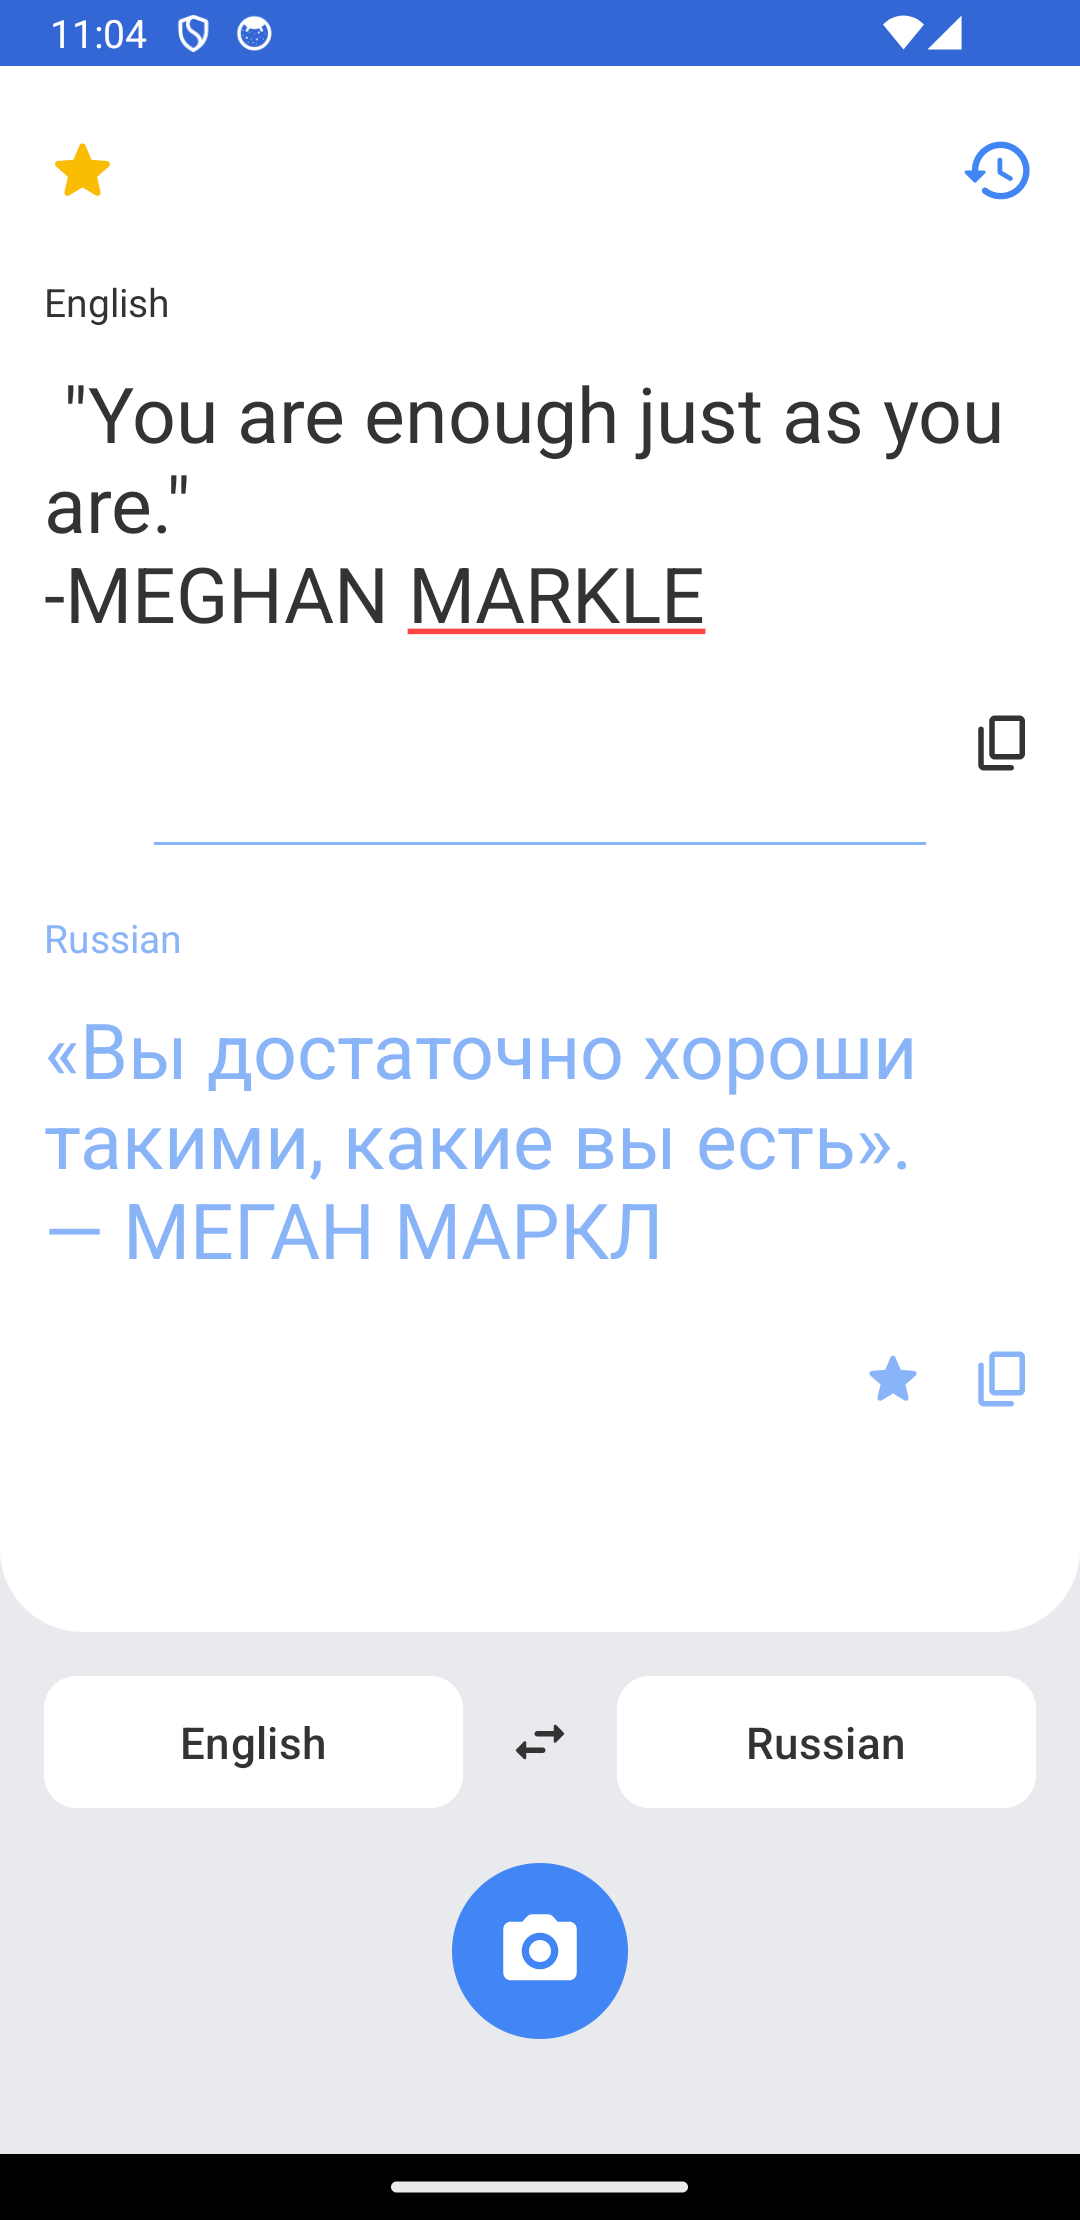 11:04
English
"You are enough just as you
are."
-MEGHAN MARKLE
Russian
«Вы достаточно хороши
такими, какие вы есть».
— МЕГАН МАРКЛ
English
Russian